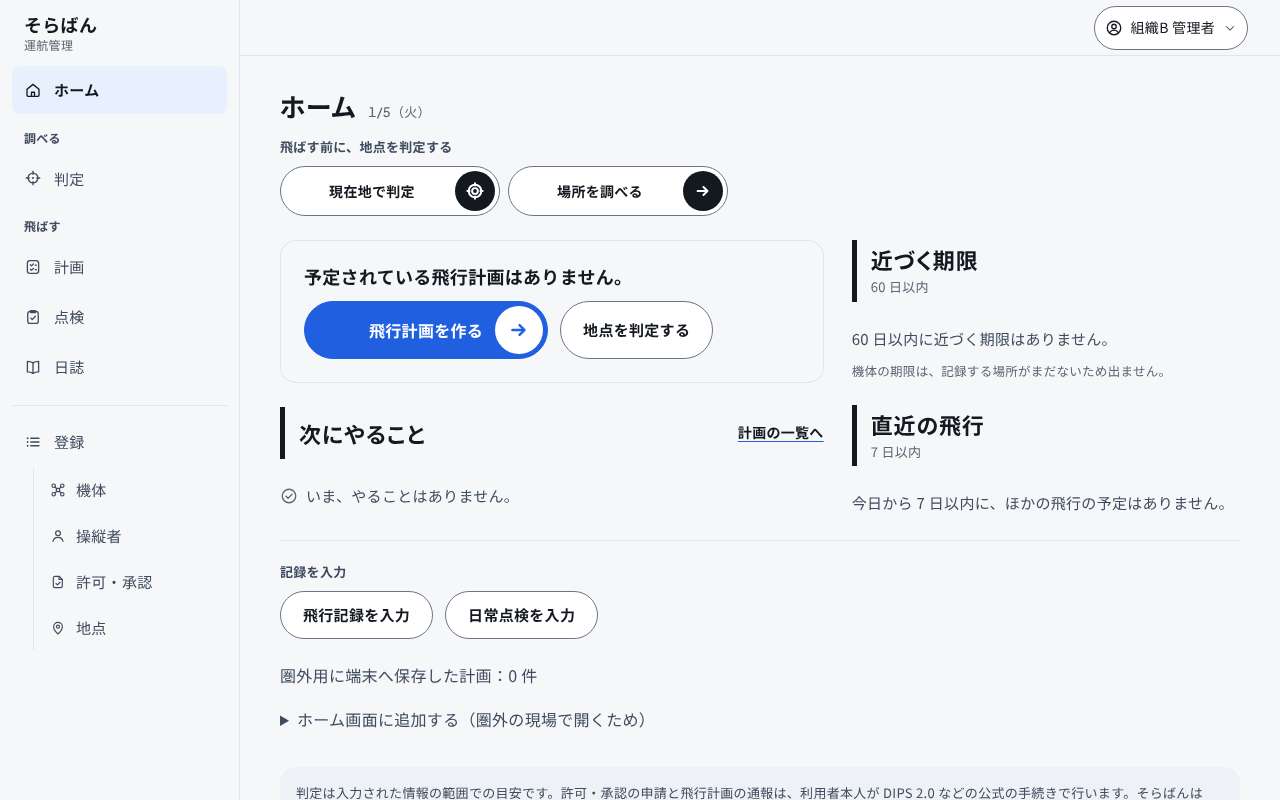 そらばん
運航管理
ホーム
調べる
判定
飛ばす
計画
点検
日誌
登録
機体
操縦者
許可・承認
地点
組織B 管理者
ホーム 1/5（火）
飛ばす前に、地点を判定する
現在地で判定
場所を調べる
予定されている飛行計画はありません。
飛行計画を作る
地点を判定する
次にやること
計画の一覧へ
いま、やることはありません。
近づく期限
60 日以内
60 日以内に近づく期限はありません。
機体の期限は、記録する場所がまだないため出ません。
直近の飛行
7 日以内
今日から 7 日以内に、ほかの飛行の予定はありません。
記録を入力
飛行記録を入力
日常点検を入力
圏外用に端末へ保存した計画：0 件
ホーム画面に追加する（圏外の現場で開くため）
判定は入力された情報の範囲での目安です。許可・承認の申請と飛行計画の通報は、利用者本人が DIPS 2.0 などの公式の手続きで行います。そらばんは